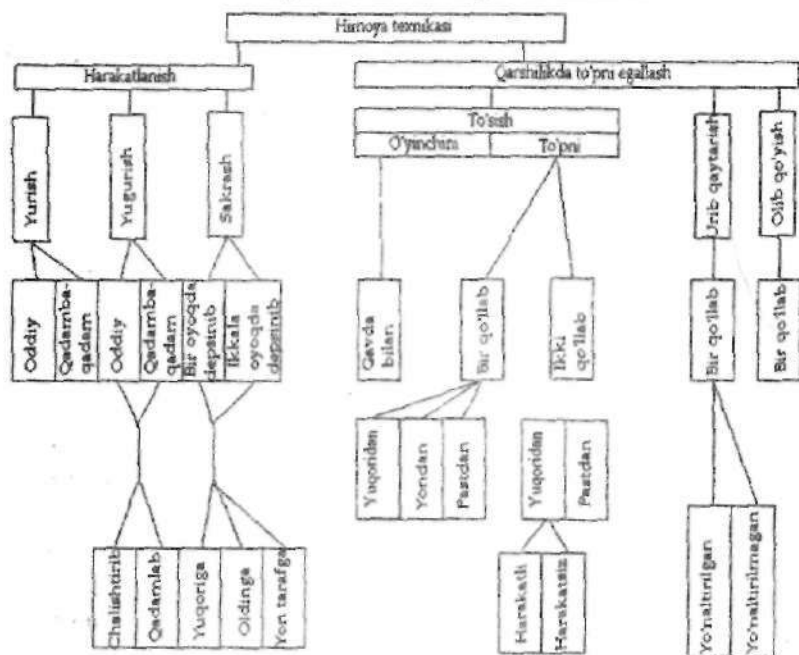 Himoya texnikasi
Harakatlanish
Qarshilikda to'pni egallash
To'sish
O'yinchini
To'pni
Yurish
Yugurish
Sakrash
Urib qaytarish
Olib qo'yish
Oddiy
Qadamba-
qadam
Oddiy
Qadamba-
qadam
Bir oyoqda
depsinib
Ikkala
oyoqda
depsinib
Gavda
bilan
Bir qo'llab
Ikki
qo'llab
Bir qo'llab
Bir qo'llab
Yuqoridan
Yondan
Pastdan
Yuqoridan
Pastdan
Chalishtirib
Qadamlab
Yuqoriga
Oldinga
Yon tarafga
Harakatli
Harakatsiz
Yo'naltirilgan
Yo'naltirilmagan